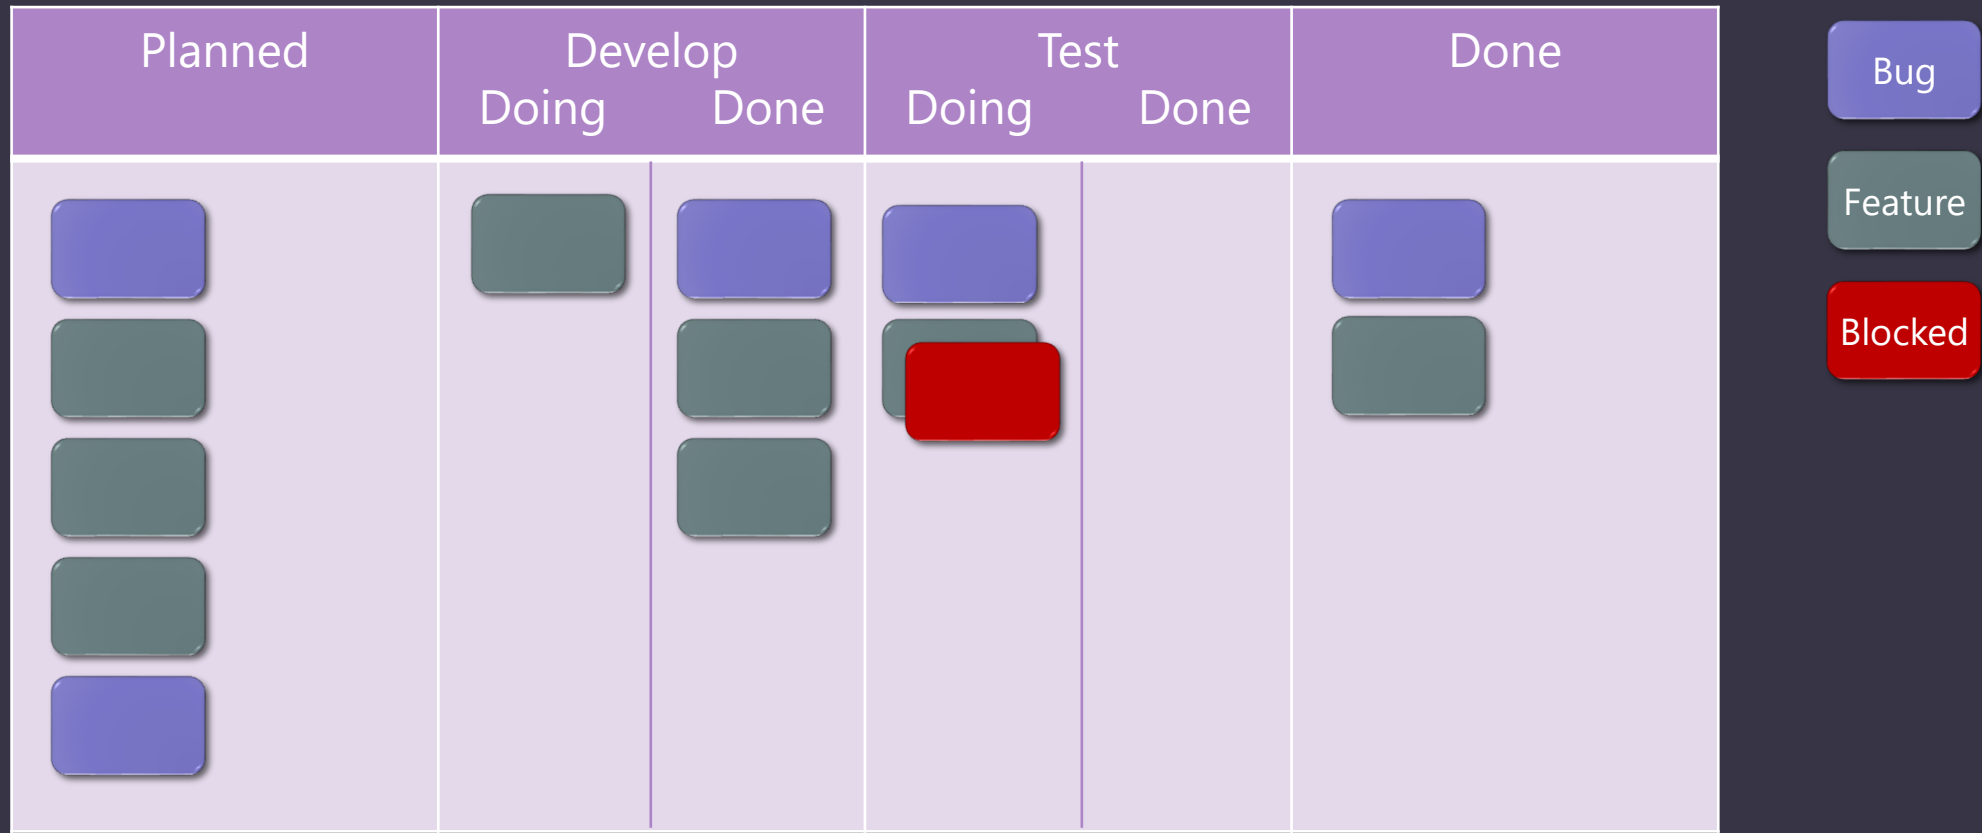 Planned
Develop
Doing Done
Test
Doing Done
Done
Bug
Feature
Blocked